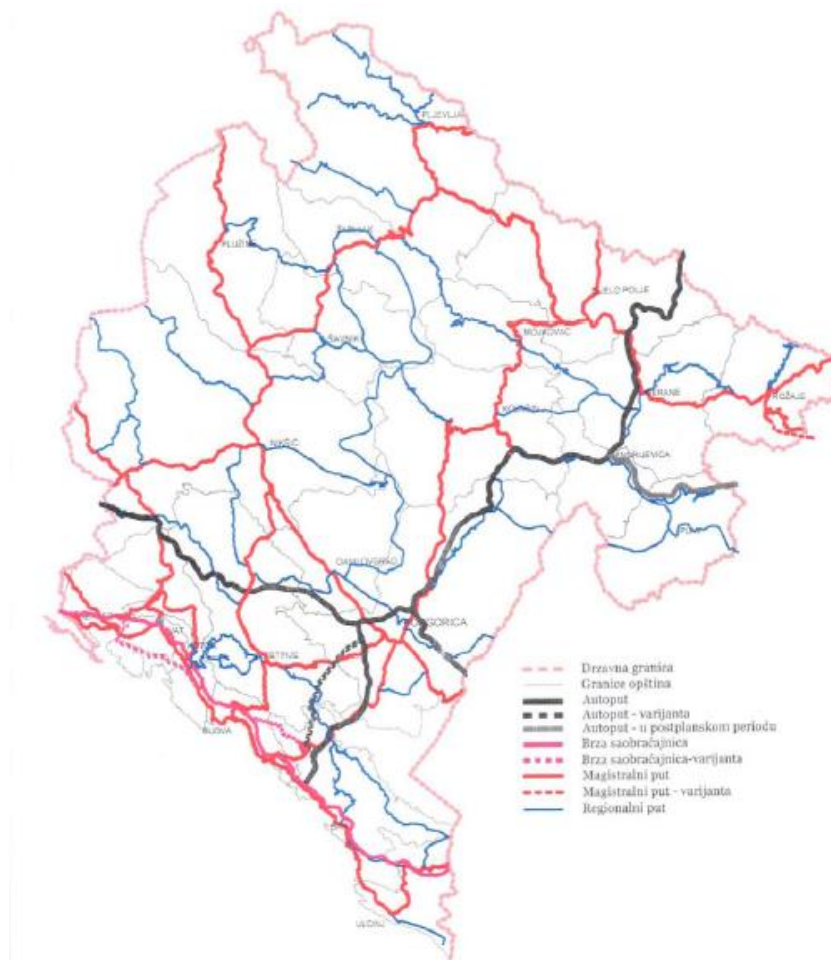 PLJEVLJA
PLUŽINE
ŽABLJAK
BIJELO POLJE
MOJKOVAC
ŠAVNIK
BERANE
ROŽAJE
KOLAŠIN
NIKŠIĆ
ANDRIJEVICA
PLAV
DANILOVGRAD
PODGORICA
CETINJE
BUDVA
ULCINJ
Drzavna granica
Granice opština
Autoput
Autoput - varijanta
Autoput - u postplanskom periodu
Brza saobraćajnica
Brza saobraćajnica-varijanta
Magistralni put
Magistralni put - varijanta
Regionalni put